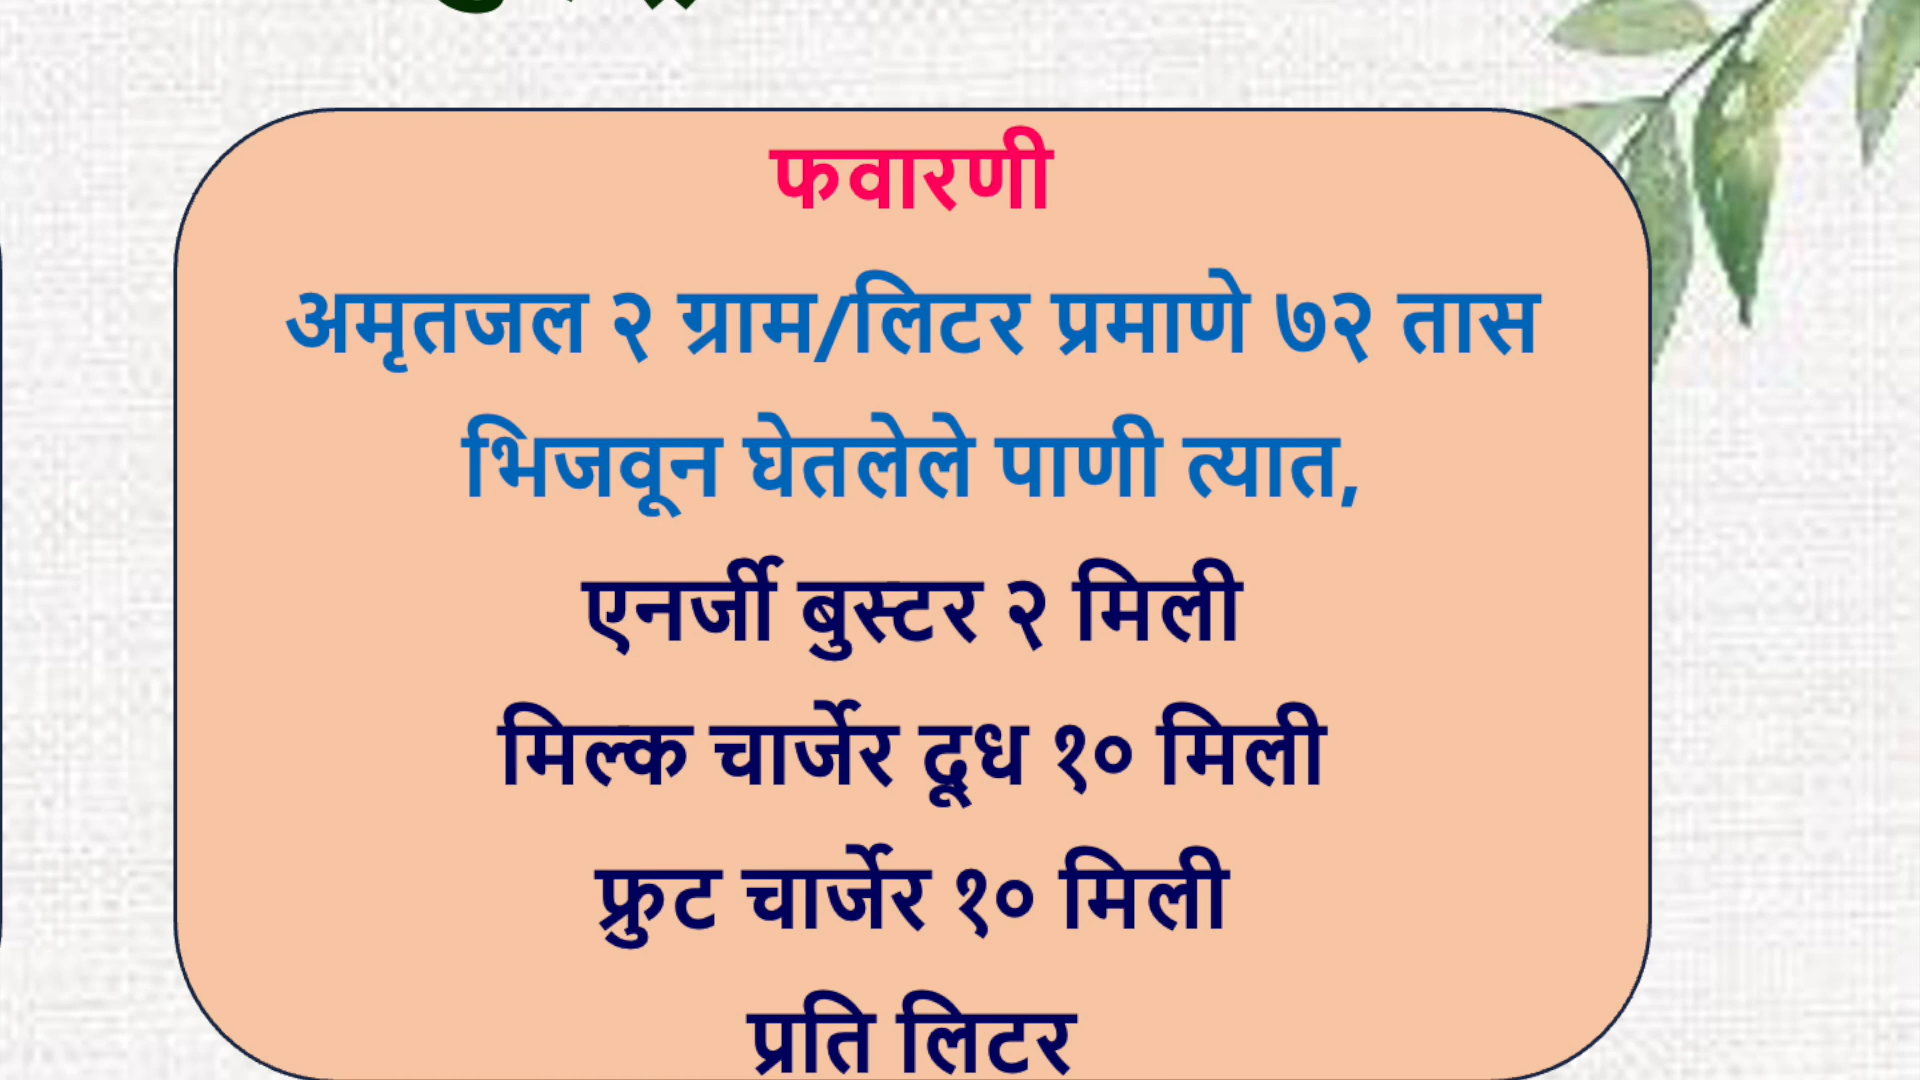 फवारणी
अमृतजल २ ग्राम/लिटर प्रमाणे ७२ तास
भिजवून घेतलेले पाणी त्यात,
एनर्जी बुस्टर २ मिली
मिल्क चार्जेर दूध १० मिली
फ्रुट चार्जेर १० मिली
प्रति लिटर